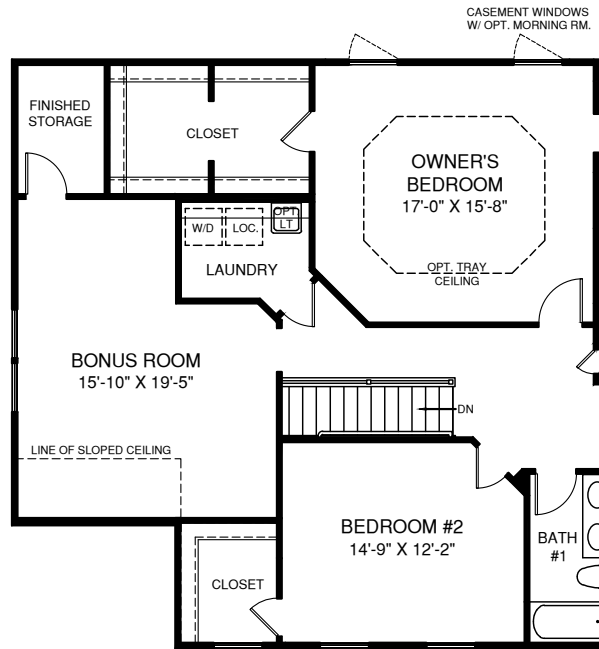 CASEMENT WINDOWS
W/ OPT. MORNING RM.
FINISHED
STORAGE
CLOSET
OWNER'S
BEDROOM
17'-0" X 15'-8"
OPT. TRAY
CEILING
W/D
LOC.
OPT
LT
LAUNDRY
BONUS ROOM
15'-10" X 19'-5"
LINE OF SLOPED CEILING
DN
BEDROOM #2
14'-9" X 12'-2"
BATH
#1
CLOSET